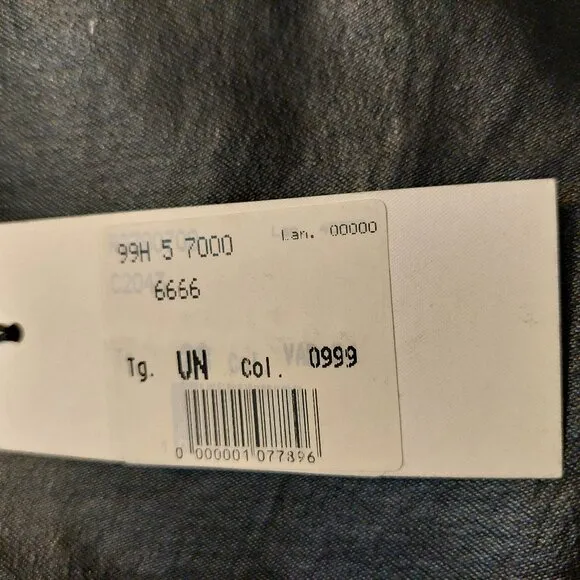 99H 5 7000
Lan. 00000
6666
Tg. UN Col. 0999
0 000001 077896